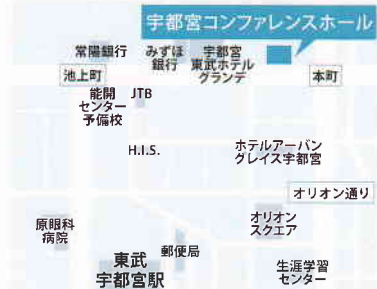 宇都宮コンファレンスホール
常陽銀行
みずほ
銀行
宇都宮
東武ホテル
グランデ
池上町
本町
能開
センター
予備校
JTB
H.I.S.
ホテルアーバン
グレイス宇都宮
オリオン通り
原眼科
病院
オリオン
スクエア
東武
宇都宮駅
郵便局
生涯学習
センター